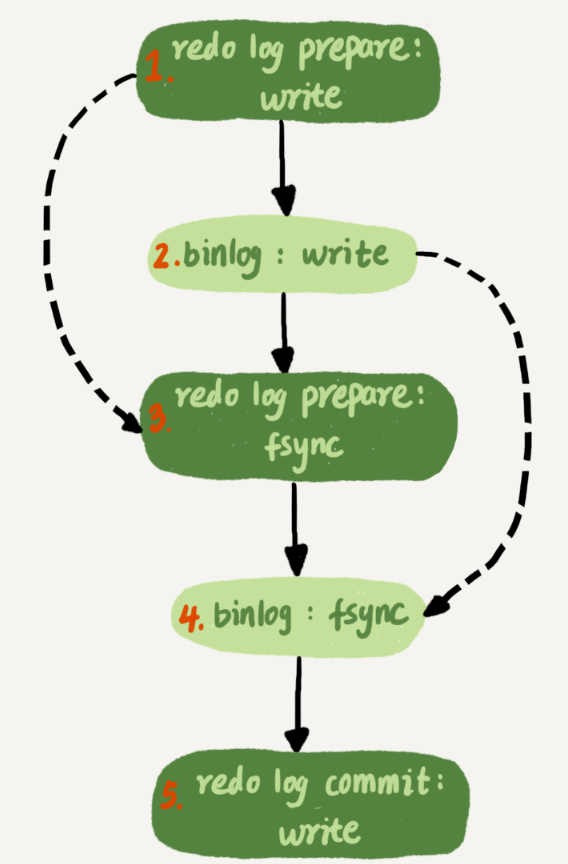 1. redo log prepare:
write
2. binlog : write
redo log prepare:
3.
fsync
4. binlog : fsync
5. redo log commit:
write